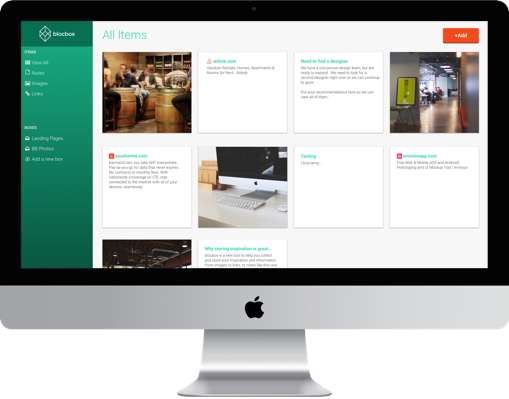 blocbox
ITEMS
View All
Notes
Images
Links
BOXES
Landing Pages
BB Photos
Add a new box
All Items
+Add
airbnb.com
Vacation Rentals, Homes, Apartments &
Rooms for Rent - Airbnb
Need to find a designer
We have a one-person design team, but we
are ready to expand. We need to look for a
second designer right now so we can continue
to grow.
Put your recommendations here so we can
view all of them...
yourkarma.com
KarmaGO lets you take WiFi everywhere.
Pay-as-you-go for data that never expires.
No contracts or monthly fees. With
nationwide coverage on LTE, stay
connected to the internet with all of your
devices, seamlessly.
Testing
I love lamp...
invisionapp.com
Free Web & Mobile (iOS and Android)
Prototyping and UI Mockup Tool | InVision
Why storing inspiration is great...
Blocbox is a new tool to help you collect
and store your inspiration and information.
From images to links, to notes like this one,